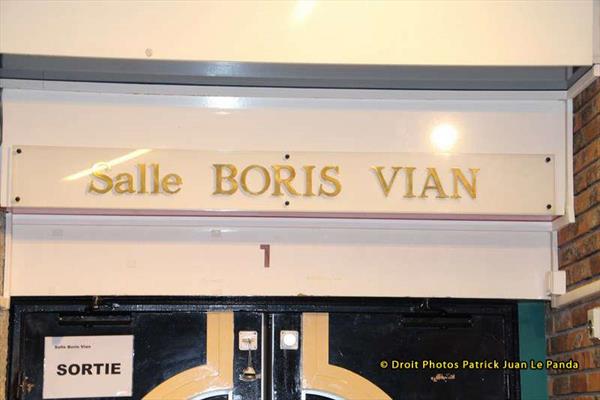 Salle BORIS VIAN
1
Salle Boris Vian
SORTIE
© Droit Photos Patrick Juan Le Panda